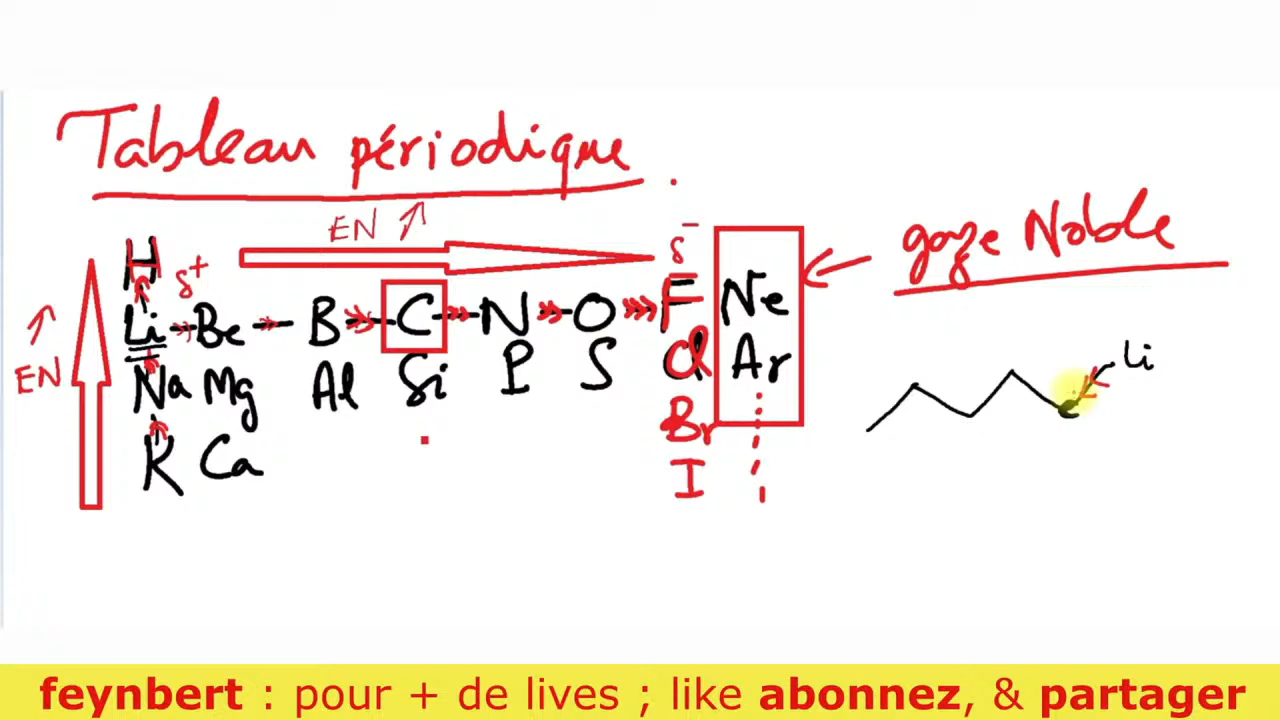 Tableau périodique
EN ↗
gaze Noble
H δ+ δ-
EN ↗
Li Be B C N O F Ne
Na Mg Al Si P S Cl Ar
K Ca Br
I
Li
feynbert : pour + de lives ; like abonnez, & partager